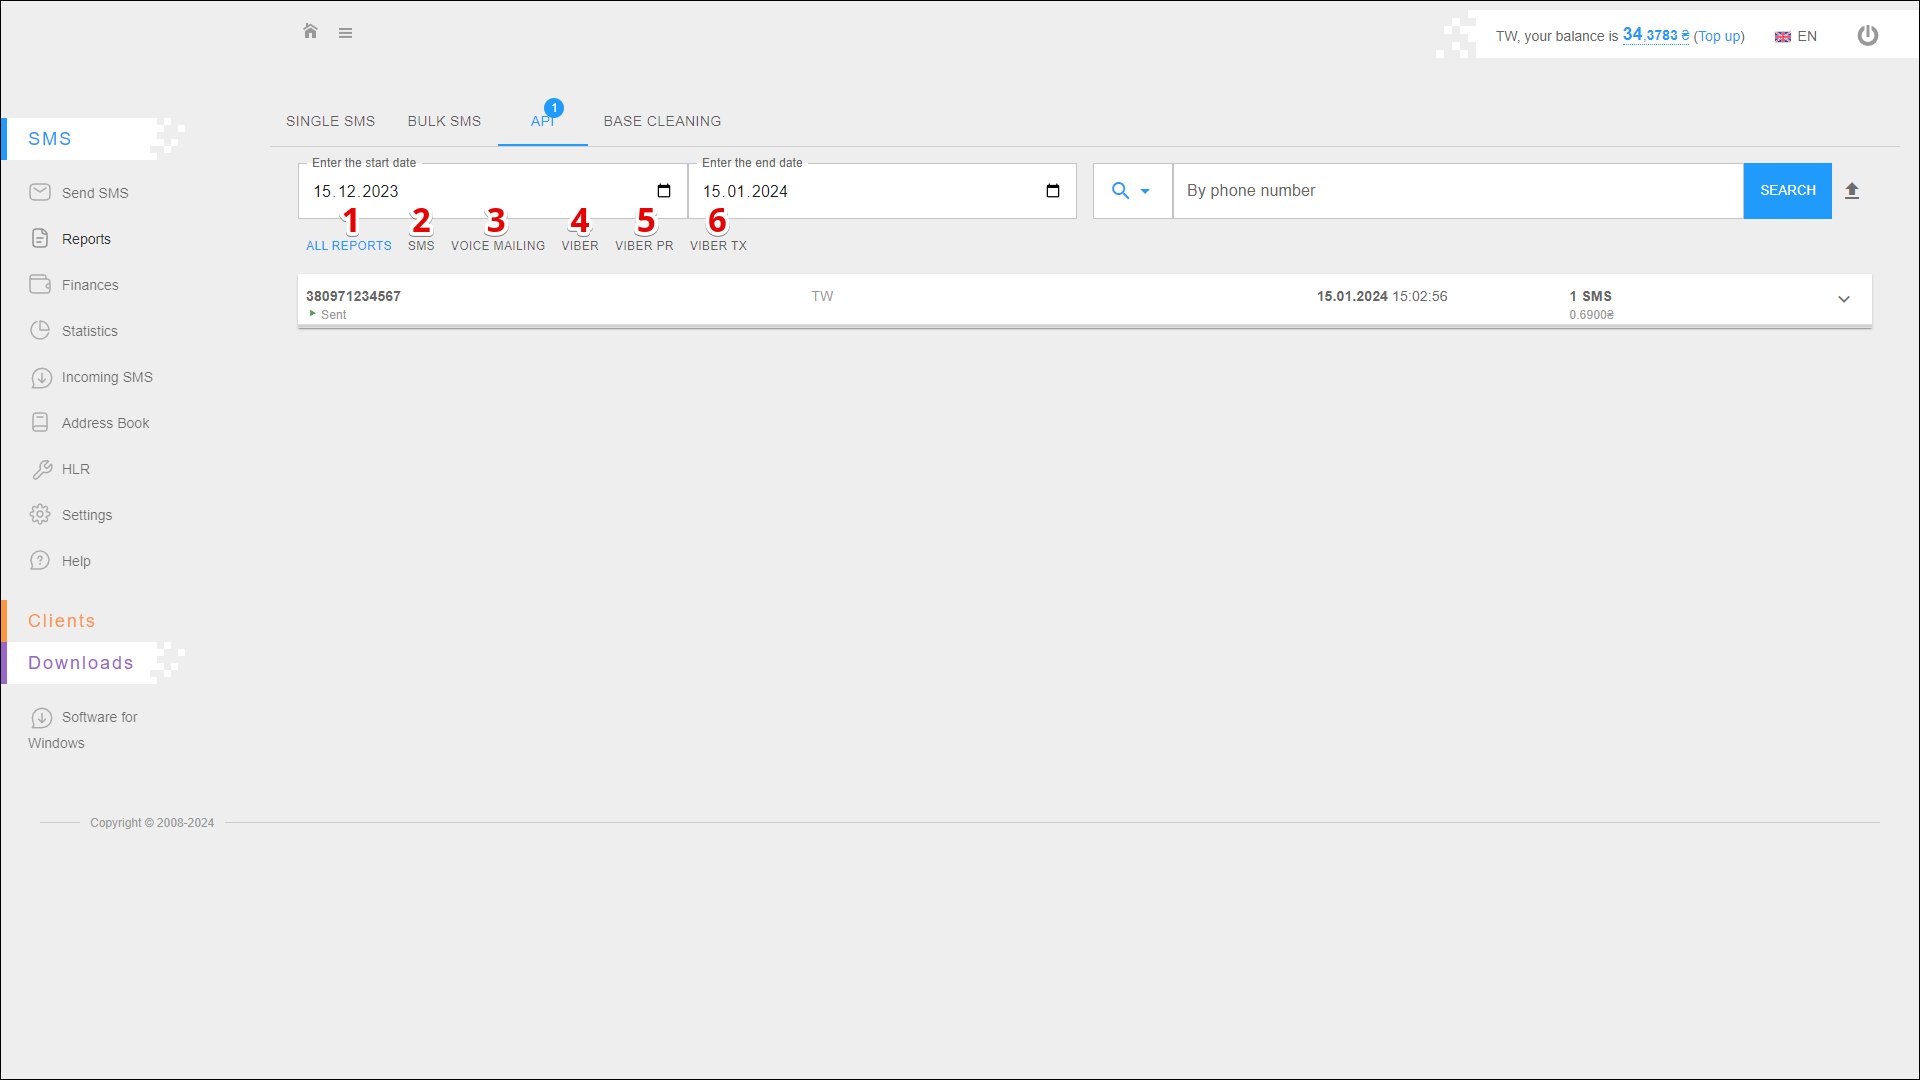 TW, your balance is 34,3783 ₴ (Top up)
EN
SMS
Send SMS
Reports
Finances
Statistics
Incoming SMS
Address Book
HLR
Settings
Help
Clients
Downloads
Software for
Windows
SINGLE SMS
BULK SMS
API
1
BASE CLEANING
Enter the start date
15.12.2023
Enter the end date
15.01.2024
By phone number
SEARCH
1 2 3 4 5 6
ALL REPORTS SMS VOICE MAILING VIBER VIBER PR VIBER TX
380971234567 TW 15.01.2024 15:02:56 1 SMS
Sent 0.6900₴
Copyright © 2008-2024